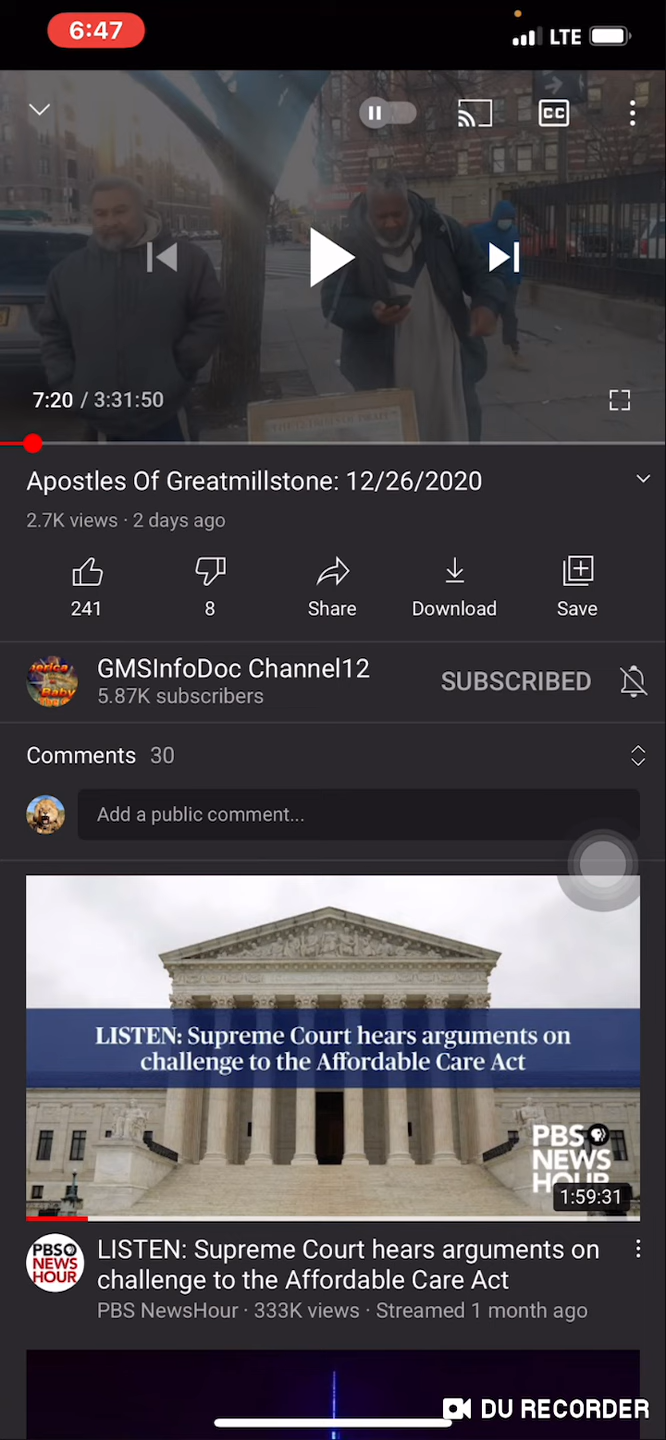 6:47
LTE
CC
7:20 / 3:31:50
Apostles Of Greatmillstone: 12/26/2020
2.7K views · 2 days ago
241
8
Share
Download
Save
GMSInfoDoc Channel12
5.87K subscribers
SUBSCRIBED
Comments 30
Add a public comment...
LISTEN: Supreme Court hears arguments on
challenge to the Affordable Care Act
PBS
NEWS
HOUR
1:59:31
PBS
NEWS
HOUR
LISTEN: Supreme Court hears arguments on
challenge to the Affordable Care Act
PBS NewsHour · 333K views · Streamed 1 month ago
DU RECORDER